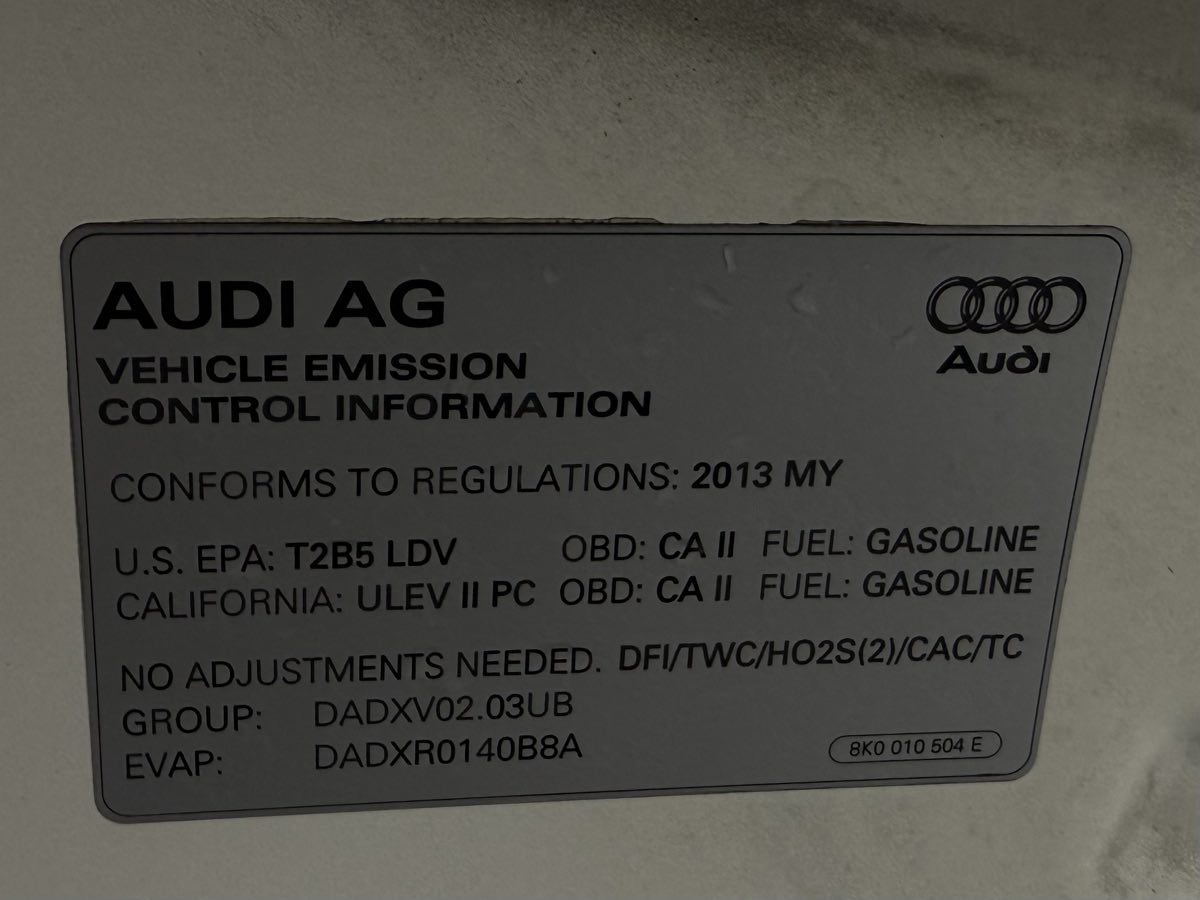 AUDI AG
Audi
VEHICLE EMISSION
CONTROL INFORMATION
CONFORMS TO REGULATIONS: 2013 MY
U.S. EPA: T2B5 LDV OBD: CA II FUEL: GASOLINE
CALIFORNIA: ULEV II PC OBD: CA II FUEL: GASOLINE
NO ADJUSTMENTS NEEDED. DFI/TWC/HO2S(2)/CAC/TC
GROUP: DADXV02.03UB
EVAP: DADXR0140B8A
8K0 010 504 E